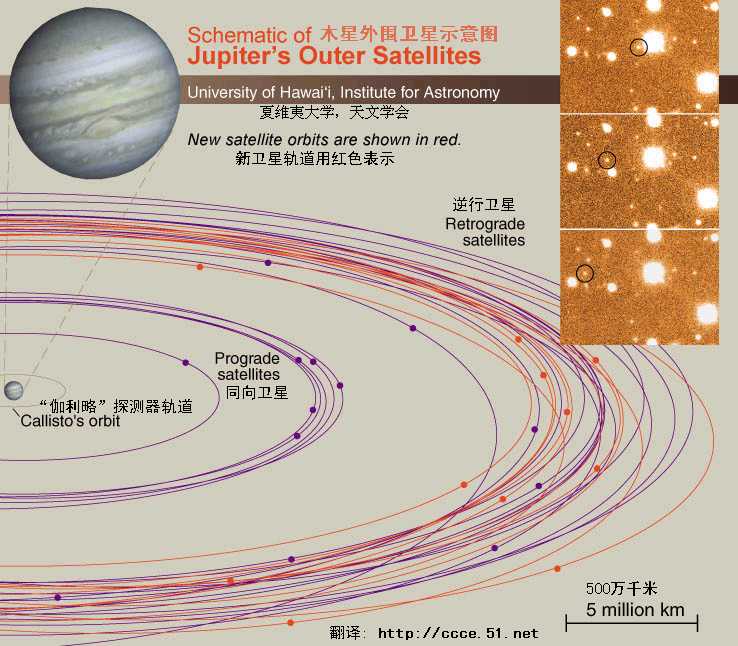 Schematic of 木星外围卫星示意图
Jupiter's Outer Satellites
University of Hawai'i, Institute for Astronomy
夏维夷大学，天文学会
New satellite orbits are shown in red.
新卫星轨道用红色表示
逆行卫星
Retrograde
satellites
Prograde
satellites
同向卫星
“伽利略”探测器轨道
Callisto's orbit
500万千米
5 million km
翻译: http://ccce.51.net